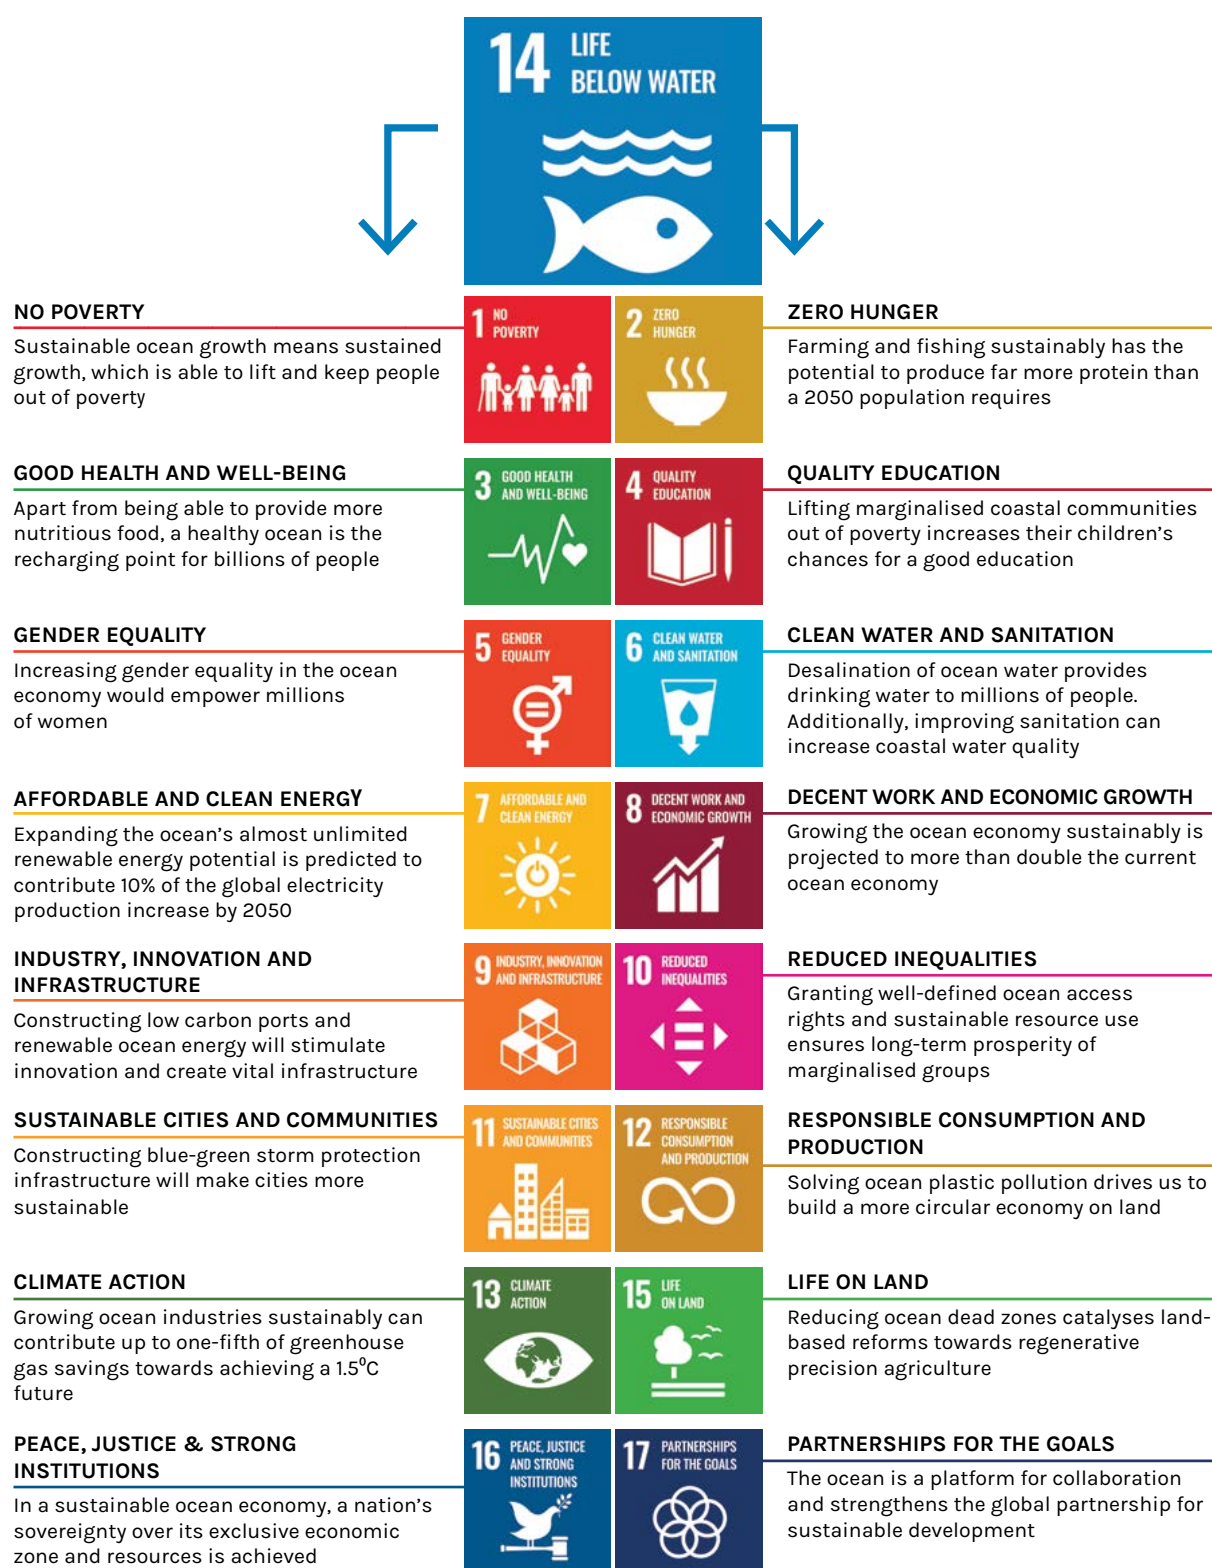 14 LIFE
BELOW WATER
NO POVERTY
Sustainable ocean growth means sustained
growth, which is able to lift and keep people
out of poverty
1 NO
POVERTY
2 ZERO
HUNGER
ZERO HUNGER
Farming and fishing sustainably has the
potential to produce far more protein than
a 2050 population requires
GOOD HEALTH AND WELL-BEING
Apart from being able to provide more
nutritious food, a healthy ocean is the
recharging point for billions of people
3 GOOD HEALTH
AND WELL-BEING
4 QUALITY
EDUCATION
QUALITY EDUCATION
Lifting marginalised coastal communities
out of poverty increases their children's
chances for a good education
GENDER EQUALITY
Increasing gender equality in the ocean
economy would empower millions
of women
5 GENDER
EQUALITY
6 CLEAN WATER
AND SANITATION
CLEAN WATER AND SANITATION
Desalination of ocean water provides
drinking water to millions of people.
Additionally, improving sanitation can
increase coastal water quality
AFFORDABLE AND CLEAN ENERGY
Expanding the ocean's almost unlimited
renewable energy potential is predicted to
contribute 10% of the global electricity
production increase by 2050
7 AFFORDABLE AND
CLEAN ENERGY
8 DECENT WORK AND
ECONOMIC GROWTH
DECENT WORK AND ECONOMIC GROWTH
Growing the ocean economy sustainably is
projected to more than double the current
ocean economy
INDUSTRY, INNOVATION AND
INFRASTRUCTURE
Constructing low carbon ports and
renewable ocean energy will stimulate
innovation and create vital infrastructure
9 INDUSTRY, INNOVATION
AND INFRASTRUCTURE
10 REDUCED
INEQUALITIES
REDUCED INEQUALITIES
Granting well-defined ocean access
rights and sustainable resource use
ensures long-term prosperity of
marginalised groups
SUSTAINABLE CITIES AND COMMUNITIES
Constructing blue-green storm protection
infrastructure will make cities more
sustainable
11 SUSTAINABLE CITIES
AND COMMUNITIES
12 RESPONSIBLE
CONSUMPTION
AND PRODUCTION
RESPONSIBLE CONSUMPTION AND
PRODUCTION
Solving ocean plastic pollution drives us to
build a more circular economy on land
CLIMATE ACTION
Growing ocean industries sustainably can
contribute up to one-fifth of greenhouse
gas savings towards achieving a 1.5⁰C
future
13 CLIMATE
ACTION
15 LIFE
ON LAND
LIFE ON LAND
Reducing ocean dead zones catalyses land-
based reforms towards regenerative
precision agriculture
PEACE, JUSTICE & STRONG
INSTITUTIONS
In a sustainable ocean economy, a nation's
sovereignty over its exclusive economic
zone and resources is achieved
16 PEACE, JUSTICE
AND STRONG
INSTITUTIONS
17 PARTNERSHIPS
FOR THE GOALS
PARTNERSHIPS FOR THE GOALS
The ocean is a platform for collaboration
and strengthens the global partnership for
sustainable development